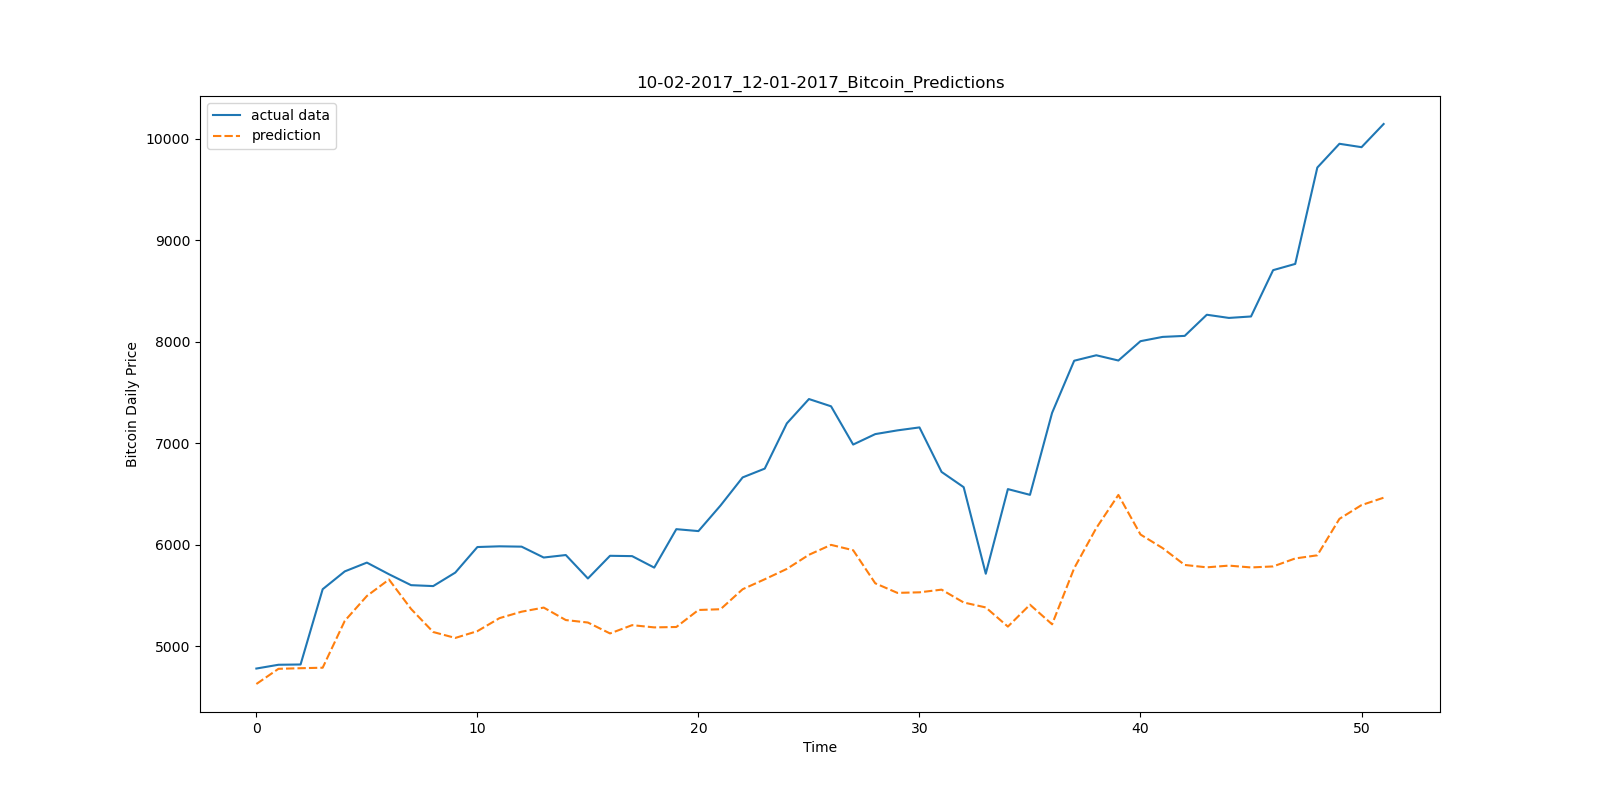 10-02-2017_12-01-2017_Bitcoin_Predictions
actual data
prediction
10000
9000
8000
7000
6000
5000
Bitcoin Daily Price
0 10 20 30 40 50
Time